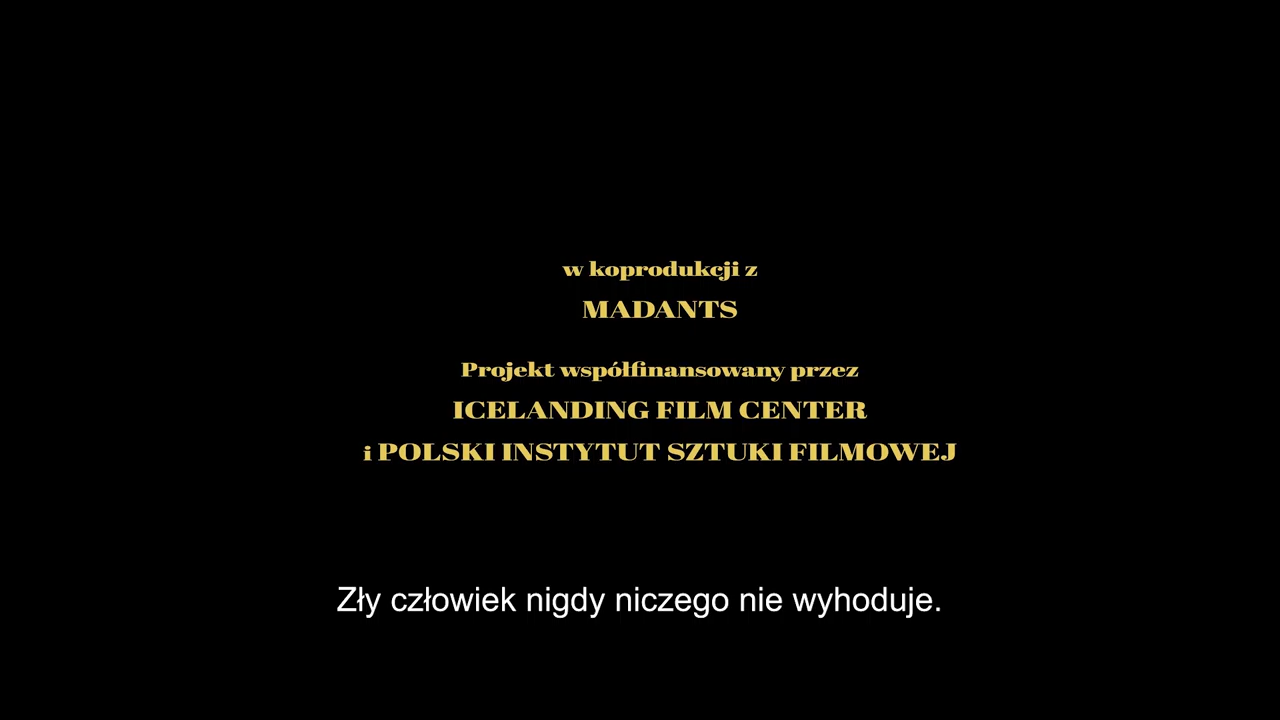 w koprodukcji z
MADANTS
Projekt współfinansowany przez
ICELANDING FILM CENTER
i POLSKI INSTYTUT SZTUKI FILMOWEJ
Zły człowiek nigdy niczego nie wyhoduje.